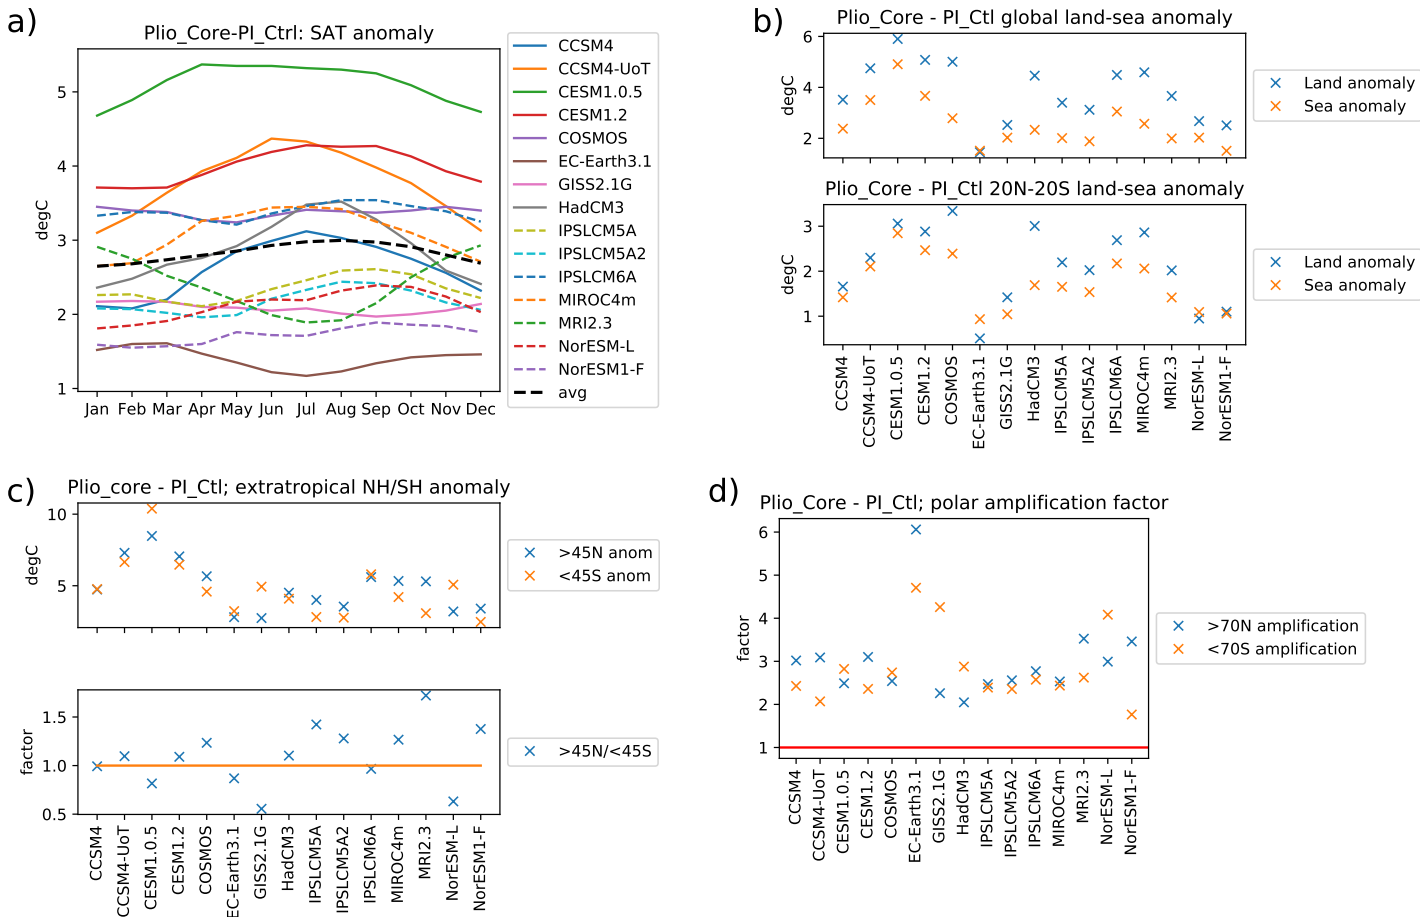 a)
Plio_Core-PI_Ctrl: SAT anomaly
degC
5
4
3
2
1
Jan Feb Mar Apr May Jun Jul Aug Sep Oct Nov Dec
CCSM4
CCSM4-UoT
CESM1.0.5
CESM1.2
COSMOS
EC-Earth3.1
GISS2.1G
HadCM3
IPSLCM5A
IPSLCM5A2
IPSLCM6A
MIROC4m
MRI2.3
NorESM-L
NorESM1-F
avg
b)
Plio_Core - PI_Ctl global land-sea anomaly
degC
6
4
2
Land anomaly
Sea anomaly
Plio_Core - PI_Ctl 20N-20S land-sea anomaly
degC
3
2
1
Land anomaly
Sea anomaly
CCSM4
CCSM4-UoT
CESM1.0.5
CESM1.2
COSMOS
EC-Earth3.1
GISS2.1G
HadCM3
IPSLCM5A
IPSLCM5A2
IPSLCM6A
MIROC4m
MRI2.3
NorESM-L
NorESM1-F
c)
Plio_core - PI_Ctl; extratropical NH/SH anomaly
degC
10
5
>45N anom
<45S anom
factor
1.5
1.0
0.5
>45N/<45S
CCSM4
CCSM4-UoT
CESM1.0.5
CESM1.2
COSMOS
EC-Earth3.1
GISS2.1G
HadCM3
IPSLCM5A
IPSLCM5A2
IPSLCM6A
MIROC4m
MRI2.3
NorESM-L
NorESM1-F
d)
Plio_Core - PI_Ctl; polar amplification factor
factor
6
5
4
3
2
1
>70N amplification
<70S amplification
CCSM4
CCSM4-UoT
CESM1.0.5
CESM1.2
COSMOS
EC-Earth3.1
GISS2.1G
HadCM3
IPSLCM5A
IPSLCM5A2
IPSLCM6A
MIROC4m
MRI2.3
NorESM-L
NorESM1-F